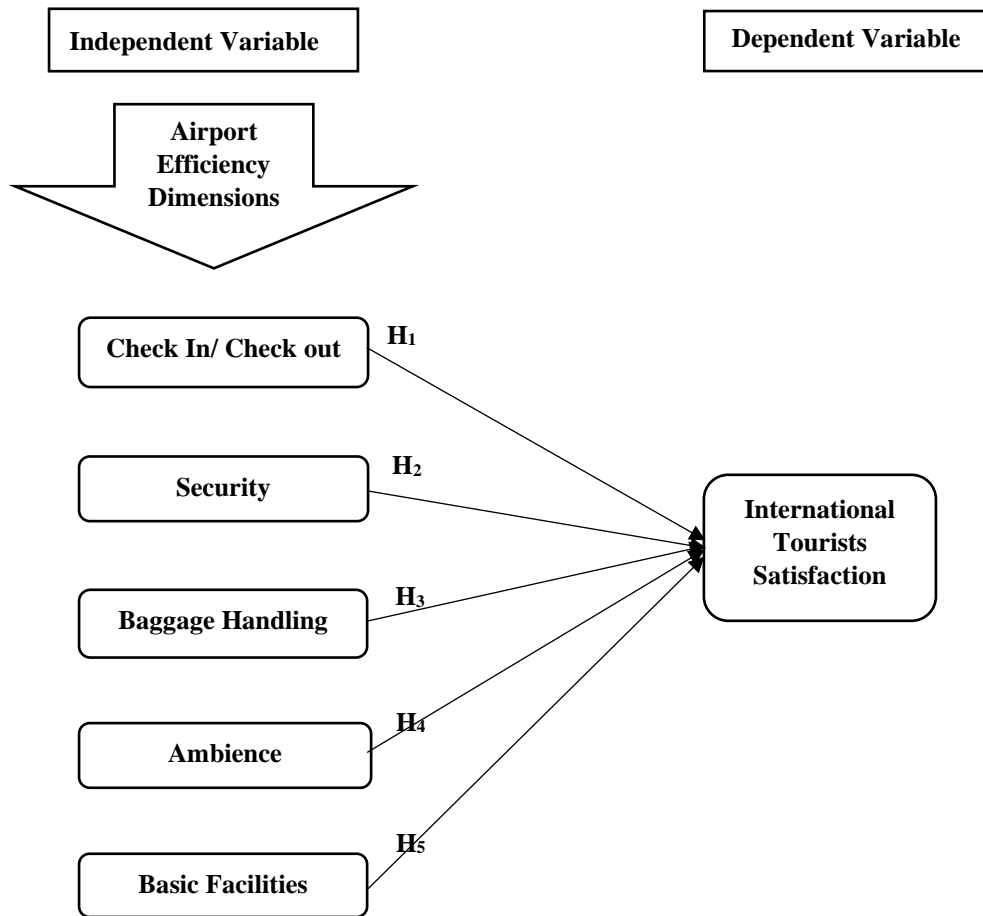 Independent Variable
Dependent Variable
Airport
Efficiency
Dimensions
H₁
Check In/ Check out
H₂
Security
International
Tourists
Satisfaction
H₃
Baggage Handling
H₄
Ambience
H₅
Basic Facilities